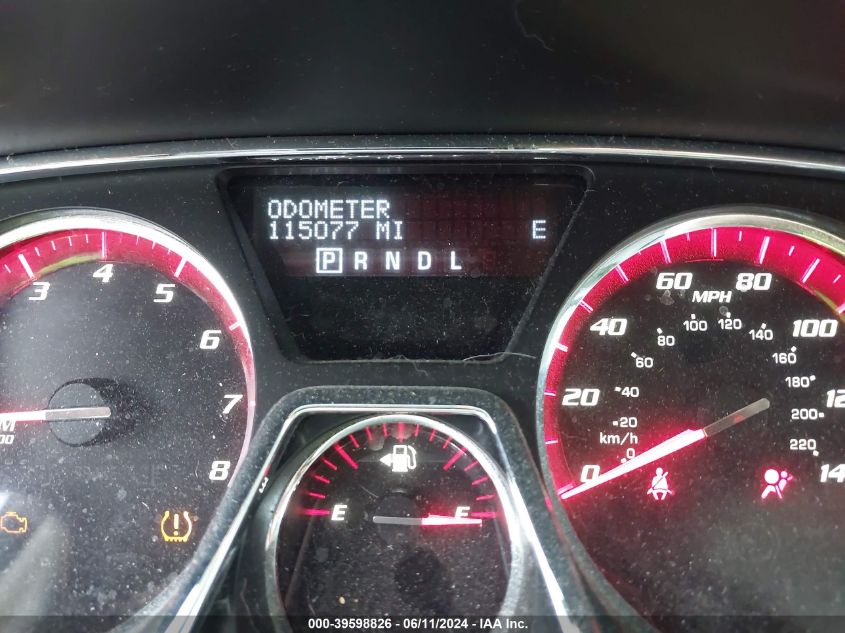 ODOMETER
115077 MI E
P R N D L
3 4 5 6 7 8
E F
0 20 40 60 80 100
MPH
km/h
0 20 40 60 80 100 120 140 160 180 200 220
000-39598826 - 06/11/2024 - IAA Inc.